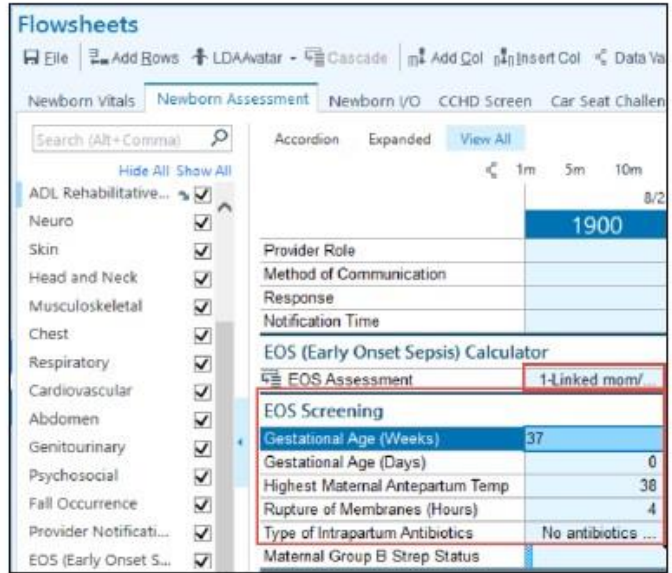 Flowsheets
File Add Rows LDAAvatar Cascade Add Col Insert Col Data Va
Newborn Vitals Newborn Assessment Newborn I/O CCHD Screen Car Seat Challen
Search (Alt+Comma) Accordion Expanded View All
Hide All Show All 1m 5m 10m
ADL Rehabilitative... 8/2
1900
Neuro
Skin Provider Role
Head and Neck Method of Communication
Musculoskeletal Response
Chest Notification Time
Respiratory EOS (Early Onset Sepsis) Calculator
Cardiovascular EOS Assessment 1-Linked mom/...
Abdomen EOS Screening
Genitourinary Gestational Age (Weeks) 37
Psychosocial Gestational Age (Days) 0
Fall Occurrence Highest Maternal Antepartum Temp 38
Rupture of Membranes (Hours) 4
Provider Notificati... Type of Intrapartum Antibiotics No antibiotics ...
EOS (Early Onset S... Maternal Group B Strep Status